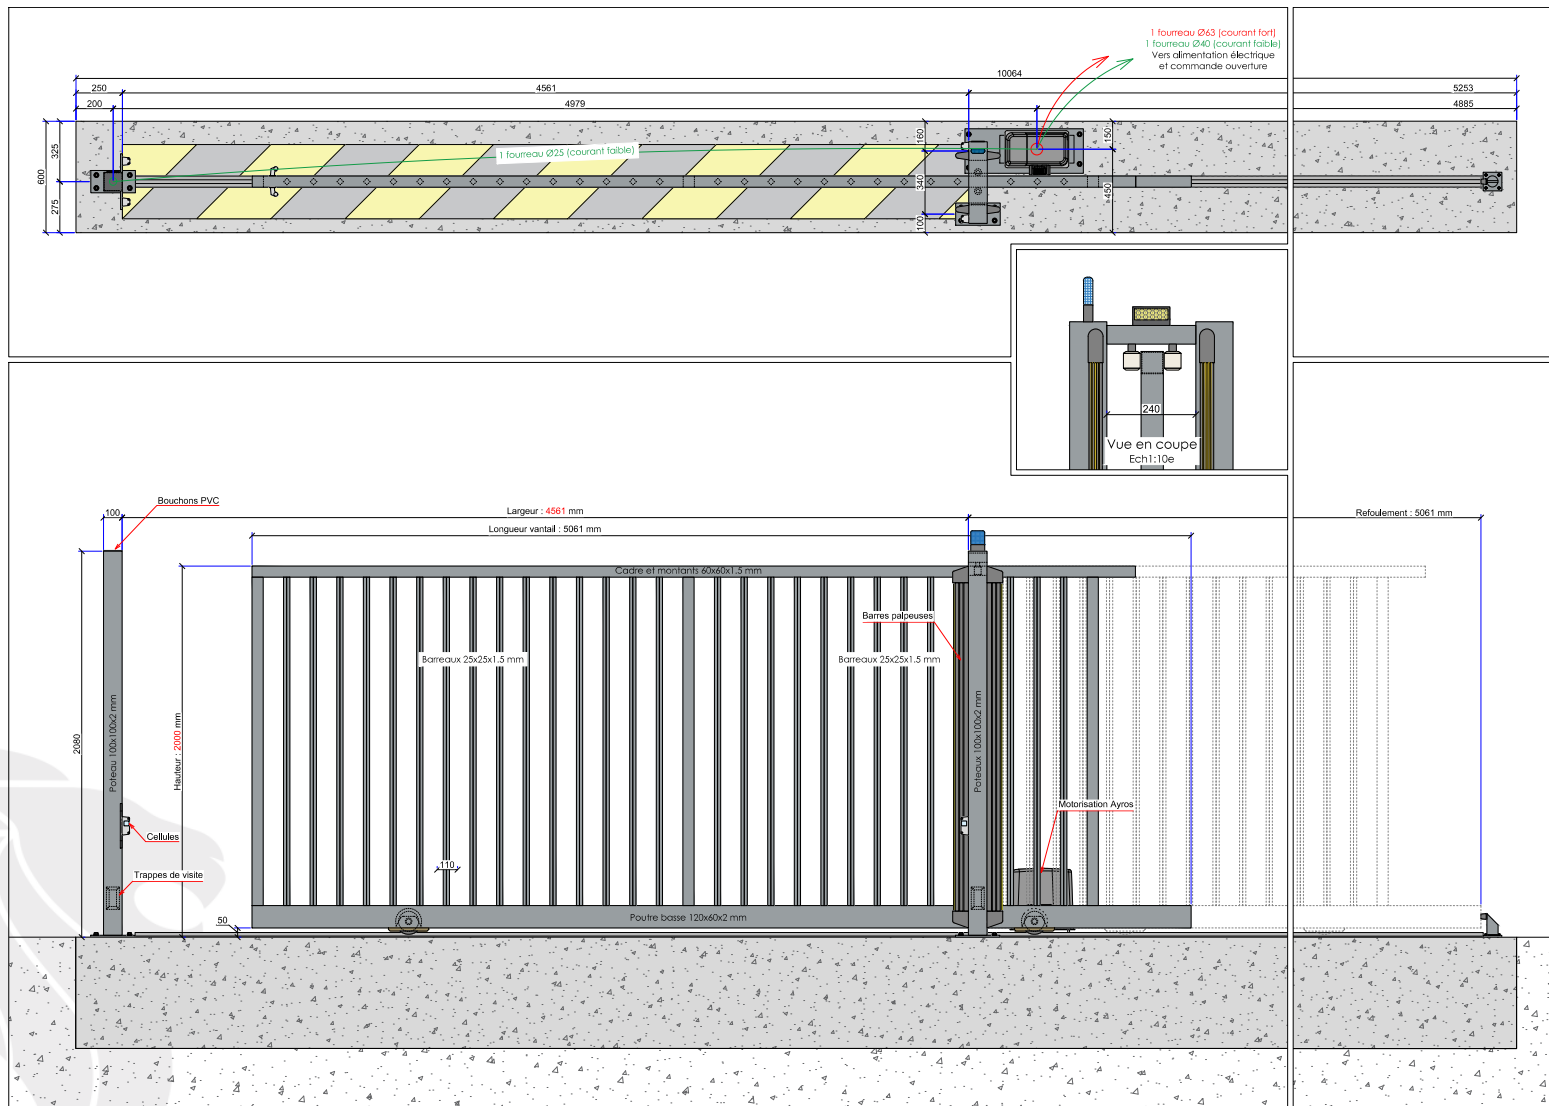 1 fourreau Ø63 (courant fort)
1 fourreau Ø40 (courant faible)
Vers alimentation électrique
et commande ouverture
10064
250
4561
5253
200
4979
4885
600
325
275
1 fourreau Ø25 (courant faible)
160
340
100
150
450
240
Vue en coupe
Ech1:10e
Bouchons PVC
100
Largeur : 4561 mm
Refoulement : 5061 mm
Longueur vantail : 5061 mm
Cadre et montants 60x60x1.5 mm
Barres palpeuses
Barreaux 25x25x1.5 mm
Barreaux 25x25x1.5 mm
2080
Poteau 100x100x2 mm
Hauteur : 2000 mm
Poteaux 100x100x2 mm
Motorisation Ayros
Cellules
Trappes de visite
110
50
Poutre basse 120x60x2 mm